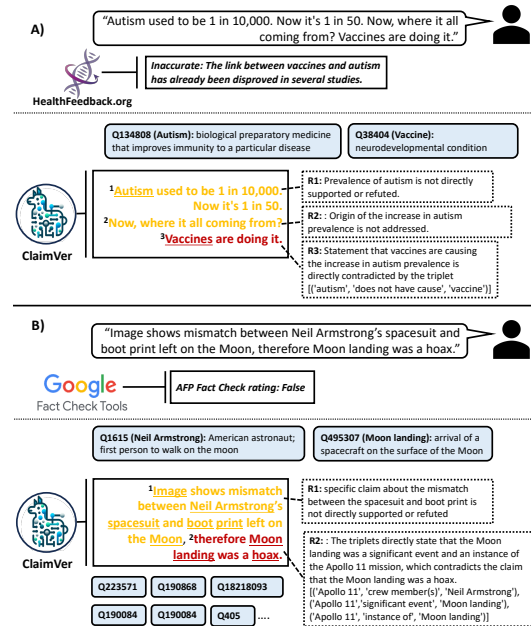 A)
“Autism used to be 1 in 10,000. Now it's 1 in 50. Now, where it all
coming from? Vaccines are doing it.”
Inaccurate: The link between vaccines and autism
has already been disproved in several studies.
HealthFeedback.org
Q134808 (Autism): biological preparatory medicine
that improves immunity to a particular disease
Q38404 (Vaccine):
neurodevelopmental condition
ClaimVer
1Autism used to be 1 in 10,000.
Now it's 1 in 50.
2Now, where it all coming from?
3Vaccines are doing it.
R1: Prevalence of autism is not directly
supported or refuted.
R2: : Origin of the increase in autism
prevalence is not addressed.
R3: Statement that vaccines are causing
the increase in autism prevalence is
directly contradicted by the triplet
[('autism', 'does not have cause', 'vaccine')]
B)
“Image shows mismatch between Neil Armstrong's spacesuit and
boot print left on the Moon, therefore Moon landing was a hoax.”
Google
Fact Check Tools
AFP Fact Check rating: False
Q1615 (Neil Armstrong): American astronaut;
first person to walk on the moon
Q495307 (Moon landing): arrival of a
spacecraft on the surface of the Moon
ClaimVer
1Image shows mismatch
between Neil Armstrong's
spacesuit and boot print left on
the Moon, 2therefore Moon
landing was a hoax.
R1: specific claim about the mismatch
between the spacesuit and boot print is
not directly supported or refuted
R2: : The triplets directly state that the Moon
landing was a significant event and an instance of
the Apollo 11 mission, which contradicts the
claim that the Moon landing was a hoax.
[('Apollo 11', 'crew member(s)', 'Neil Armstrong'),
('Apollo 11','significant event', 'Moon landing'),
('Apollo 11', 'instance of', 'Moon landing')]
Q223571 Q190868 Q18218093
Q190084 Q190084 Q405 ....